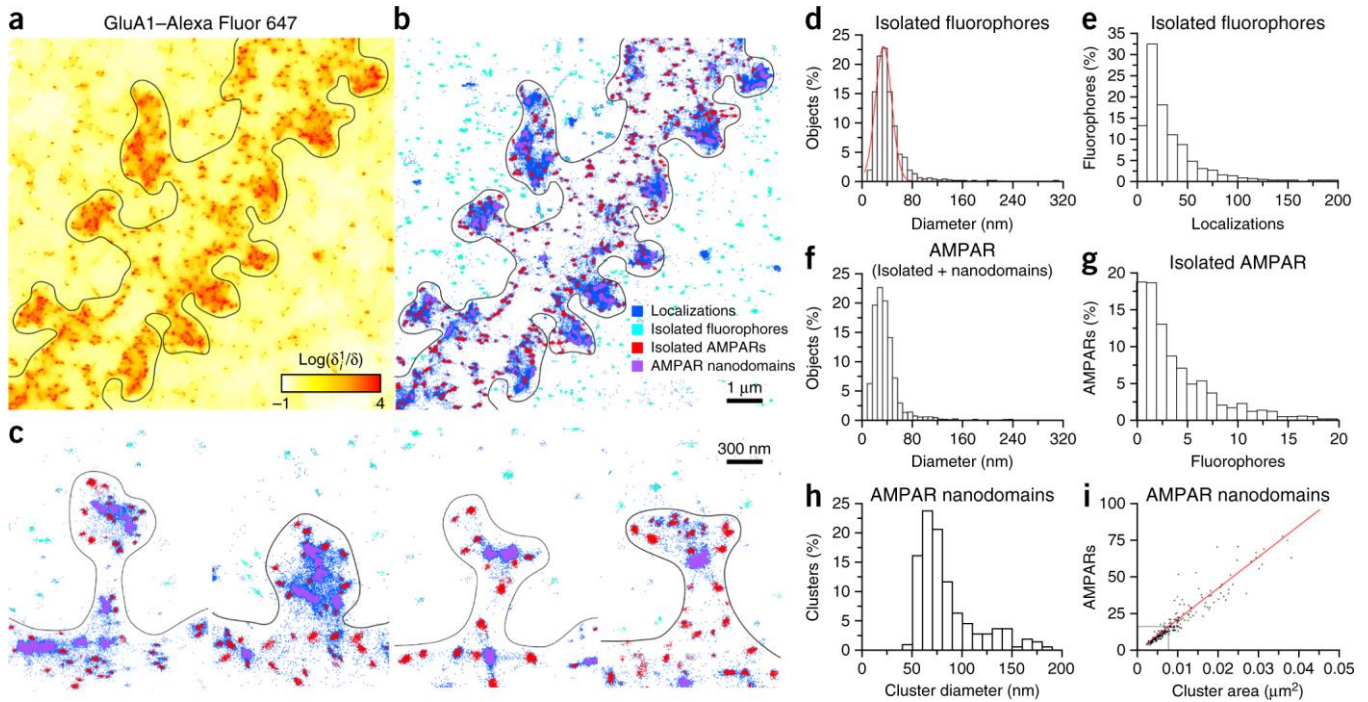 a
GluA1–Alexa Fluor 647
Log(δ¹ᵢ/δ)
–1
4
b
Localizations
Isolated fluorophores
Isolated AMPARs
AMPAR nanodomains
1 μm
c
300 nm
d
Isolated fluorophores
Objects (%)
25
20
15
10
5
0
0
80
160
240
320
Diameter (nm)
e
Isolated fluorophores
Fluorophores (%)
35
30
25
20
15
10
5
0
0
50
100
150
200
Localizations
f
AMPAR
(Isolated + nanodomains)
Objects (%)
25
20
15
10
5
0
0
80
160
240
320
Diameter (nm)
g
Isolated AMPAR
AMPARs (%)
20
15
10
5
0
0
5
10
15
20
Fluorophores
h
AMPAR nanodomains
Clusters (%)
25
20
15
10
5
0
0
50
100
150
200
Cluster diameter (nm)
i
AMPAR nanodomains
AMPARs
100
75
50
25
0
0
0.01
0.02
0.03
0.04
0.05
Cluster area (μm²)